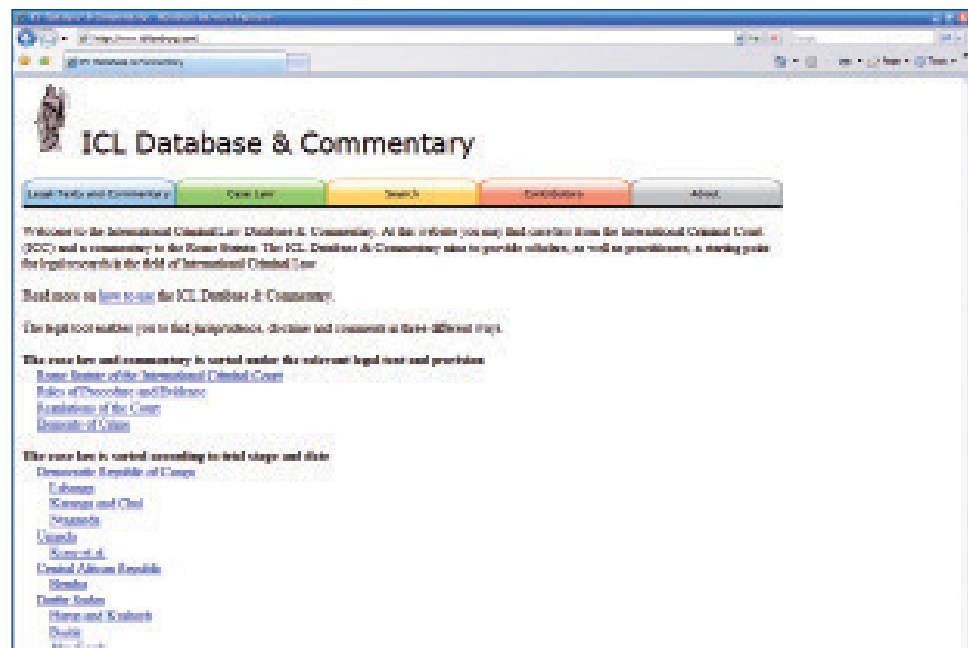 ICL Database & Commentary
ICL Database & Commentary
Legal Texts and Commentary Case Law Search Contributors About
Welcome to the International Criminal Law Database & Commentary. At this website you may find case law from the International Criminal Court
(ICC) and a commentary to the Rome Statute. The ICL Database & Commentary aims to provide scholars, as well as practitioners, a starting point
for legal research in the field of International Criminal Law
Read more on how to use the ICL Database & Commentary.
The legal tool enables you to find jurisprudence, doctrine and comments in three different ways.
The case law and commentary is sorted under the relevant legal text and provision
Rome Statute of the International Criminal Court
Rules of Procedure and Evidence
Regulations of the Court
Elements of Crime
The case law is sorted according to trial stage and date
Democratic Republic of Congo
Lubanga
Katanga and Chui
Ntaganda
Uganda
Kony et al.
Central African Republic
Bemba
Darfur Sudan
Harun and Kushayb
Bashir